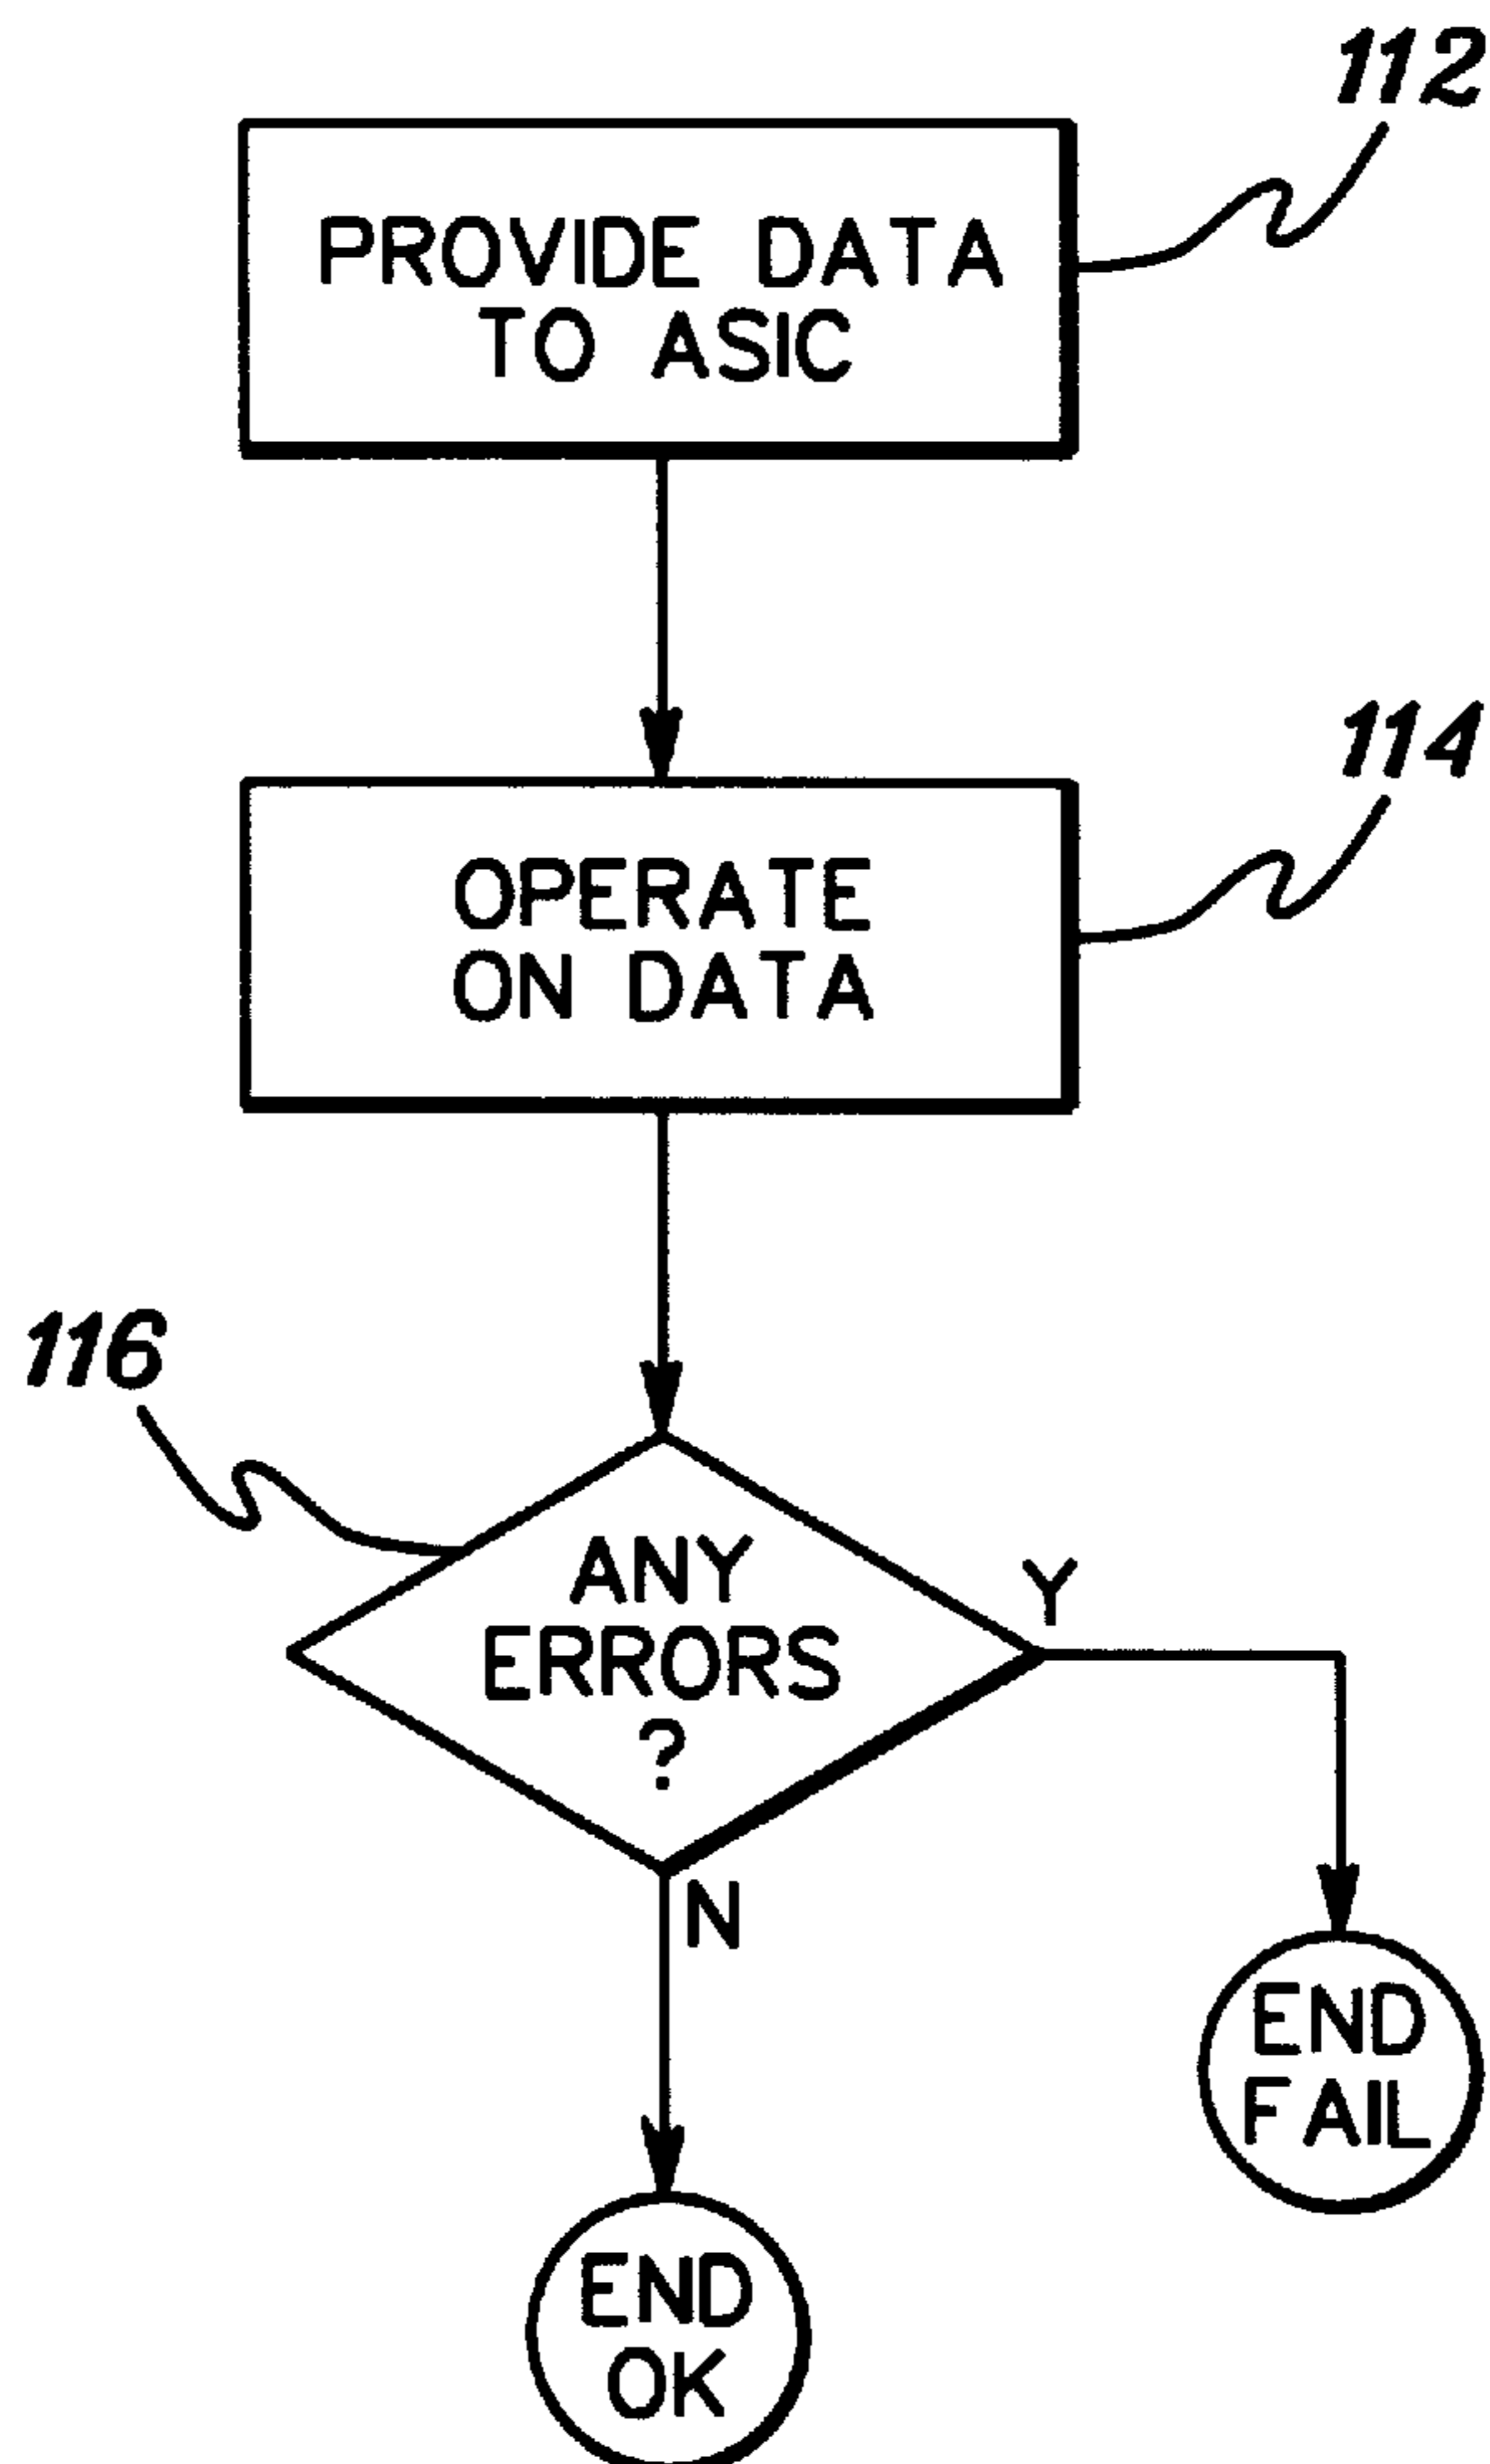 112
PROVIDE DATA
TO ASIC
114
OPERATE
ON DATA
116
ANY
ERRORS
?
Y
N
END
FAIL
END
OK